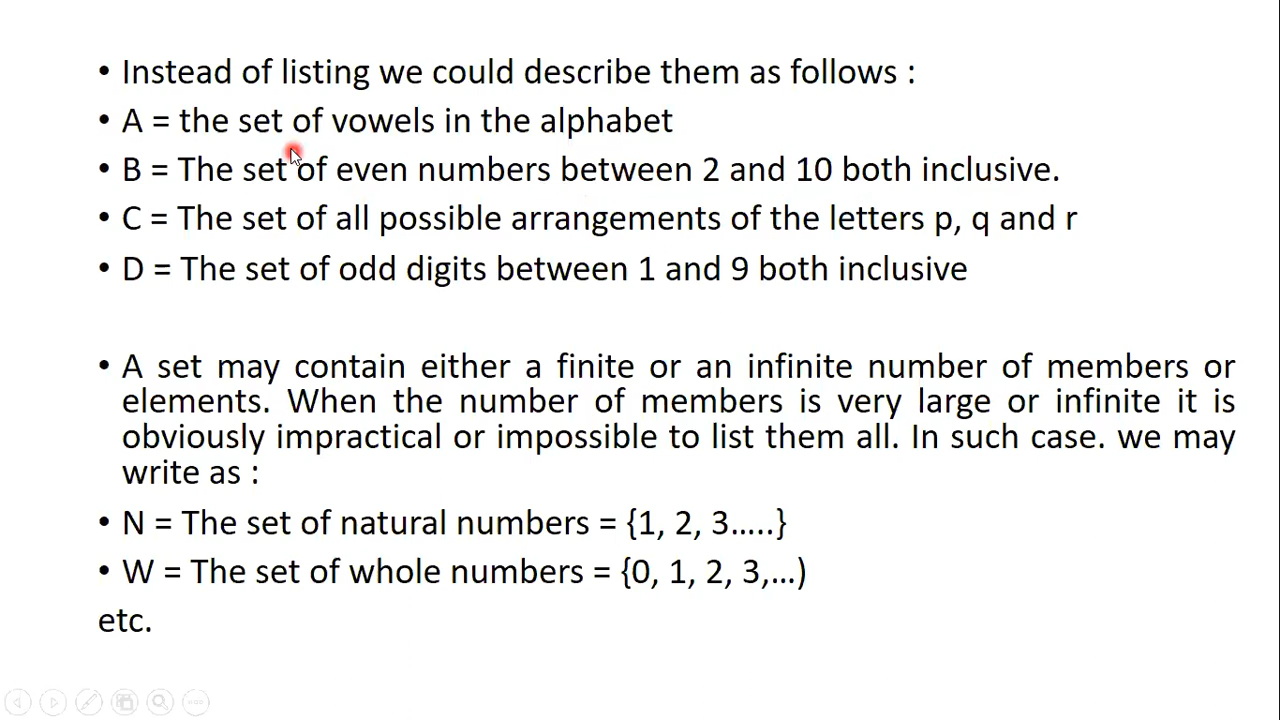 • Instead of listing we could describe them as follows :
• A = the set of vowels in the alphabet
• B = The set of even numbers between 2 and 10 both inclusive.
• C = The set of all possible arrangements of the letters p, q and r
• D = The set of odd digits between 1 and 9 both inclusive
• A set may contain either a finite or an infinite number of members or
elements. When the number of members is very large or infinite it is
obviously impractical or impossible to list them all. In such case. we may
write as :
• N = The set of natural numbers = {1, 2, 3…..}
• W = The set of whole numbers = {0, 1, 2, 3,…)
etc.